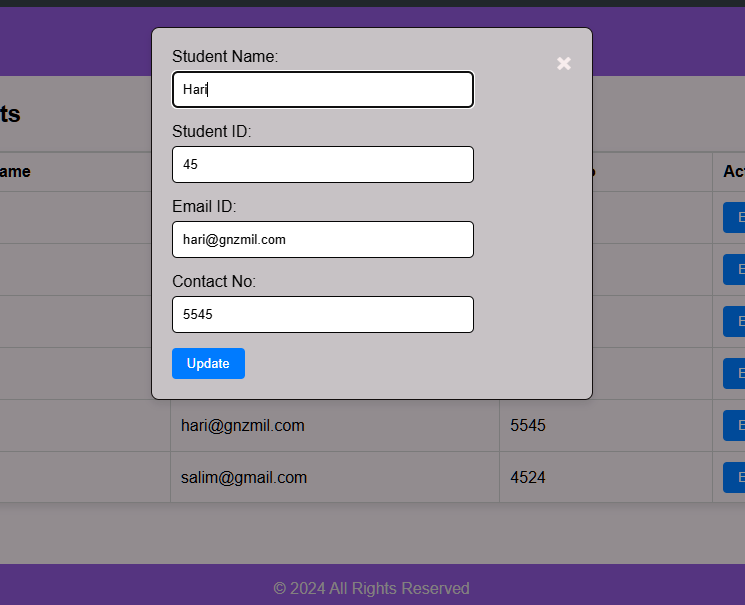 Student Name:
×
Hari
ts
Student ID:
ame
45
o
Act
Email ID:
E
hari@gnzmil.com
E
Contact No:
5545
E
Update
E
hari@gnzmil.com 5545 E
salim@gmail.com 4524 E
© 2024 All Rights Reserved